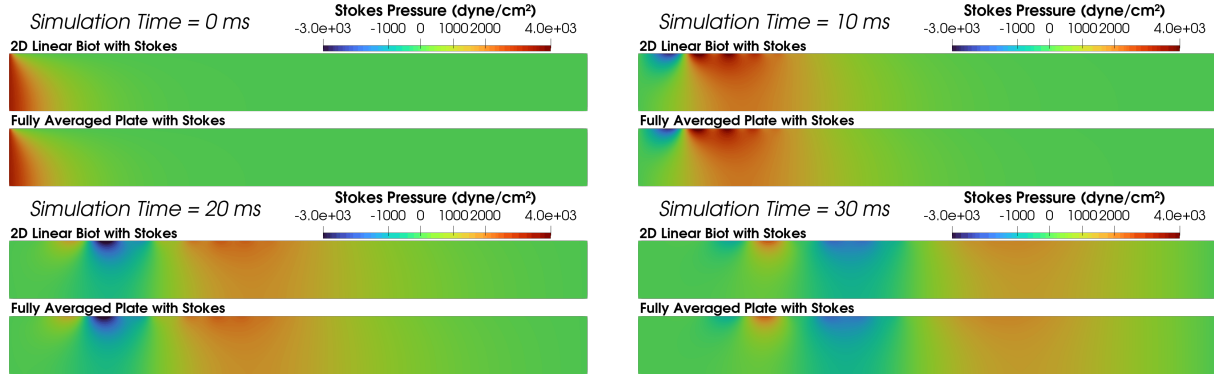 Simulation Time = 0 ms
Stokes Pressure (dyne/cm²)
-3.0e+03 -1000 0 1000 2000 4.0e+03
2D Linear Biot with Stokes
Fully Averaged Plate with Stokes
Simulation Time = 10 ms
Stokes Pressure (dyne/cm²)
-3.0e+03 -1000 0 1000 2000 4.0e+03
2D Linear Biot with Stokes
Fully Averaged Plate with Stokes
Simulation Time = 20 ms
Stokes Pressure (dyne/cm²)
-3.0e+03 -1000 0 1000 2000 4.0e+03
2D Linear Biot with Stokes
Fully Averaged Plate with Stokes
Simulation Time = 30 ms
Stokes Pressure (dyne/cm²)
-3.0e+03 -1000 0 1000 2000 4.0e+03
2D Linear Biot with Stokes
Fully Averaged Plate with Stokes